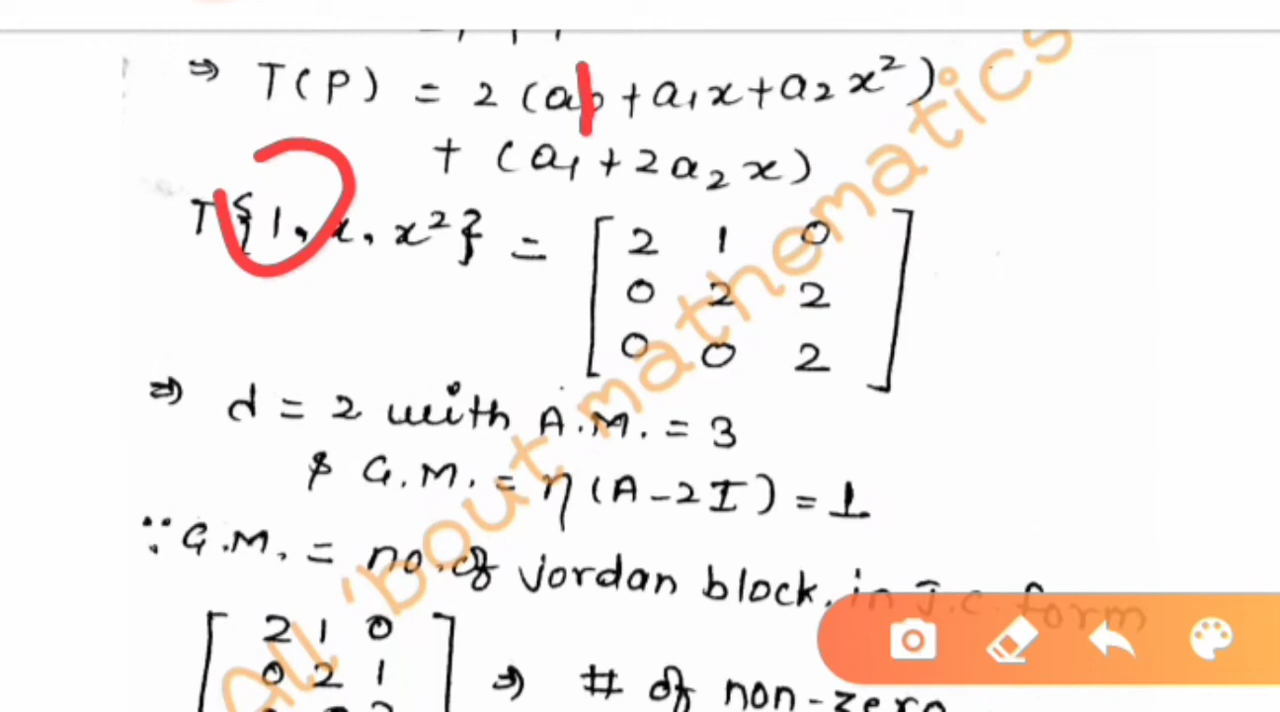 ⇒ T(P) = 2 (a₀ + a₁x + a₂x²)
+ (a₁ + 2a₂x)
T{1, x, x²} = [2 1 0
0 2 2
0 0 2]
⇒ d = 2 with A.M. = 3
& G.M. = η(A-2I) = 1
∵ G.M. = no. of jordan block in J.C. form
[2 1 0
0 2 1
⇒ # of non-zero
All 'bout mathematics